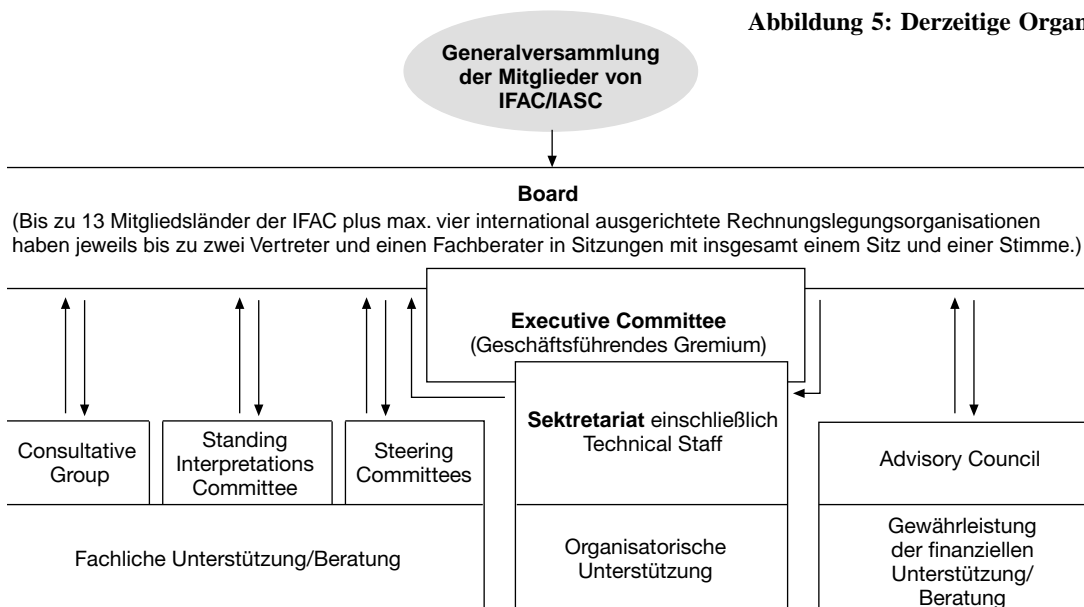 Abbildung 5: Derzeitige Organ
Generalversammlung
der Mitglieder von
IFAC/IASC
Board
(Bis zu 13 Mitgliedsländer der IFAC plus max. vier international ausgerichtete Rechnungslegungsorganisationen
haben jeweils bis zu zwei Vertreter und einen Fachberater in Sitzungen mit insgesamt einem Sitz und einer Stimme.)
Executive Committee
(Geschäftsführendes Gremium)
Sektretariat einschließlich
Technical Staff
Consultative
Group
Standing
Interpretations
Committee
Steering
Committees
Advisory Council
Fachliche Unterstützung/Beratung
Organisatorische
Unterstützung
Gewährleistung
der finanziellen
Unterstützung/
Beratung